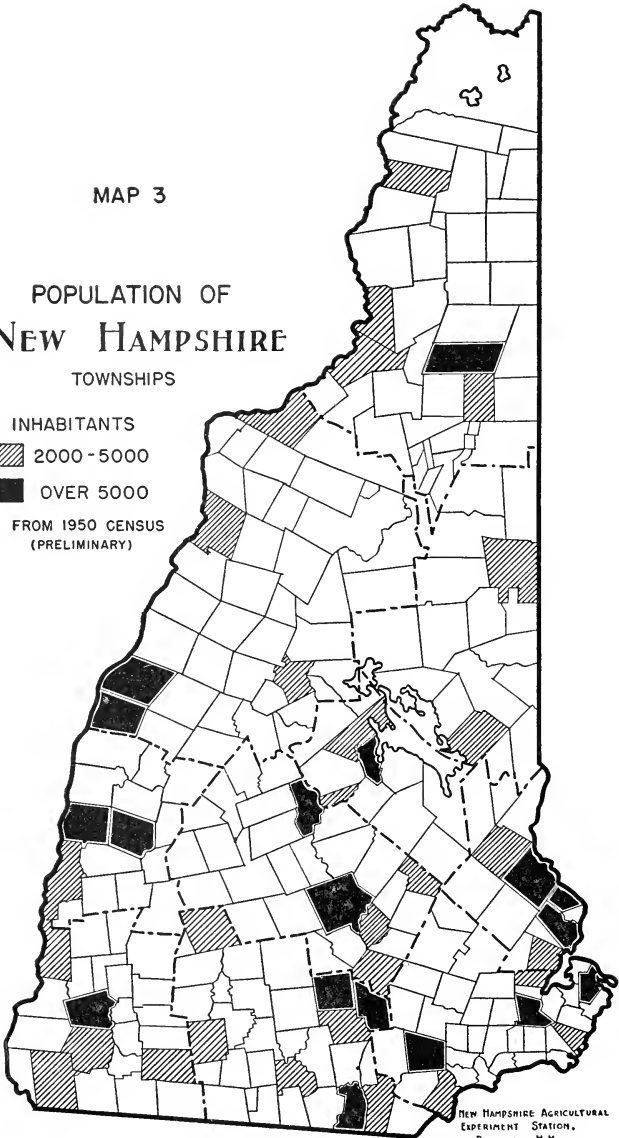 MAP 3
POPULATION OF
NEW HAMPSHIRE
TOWNSHIPS
INHABITANTS
2000-5000
OVER 5000
FROM 1950 CENSUS
(PRELIMINARY)
NEW HAMPSHIRE AGRICULTURAL
EXPERIMENT STATION,